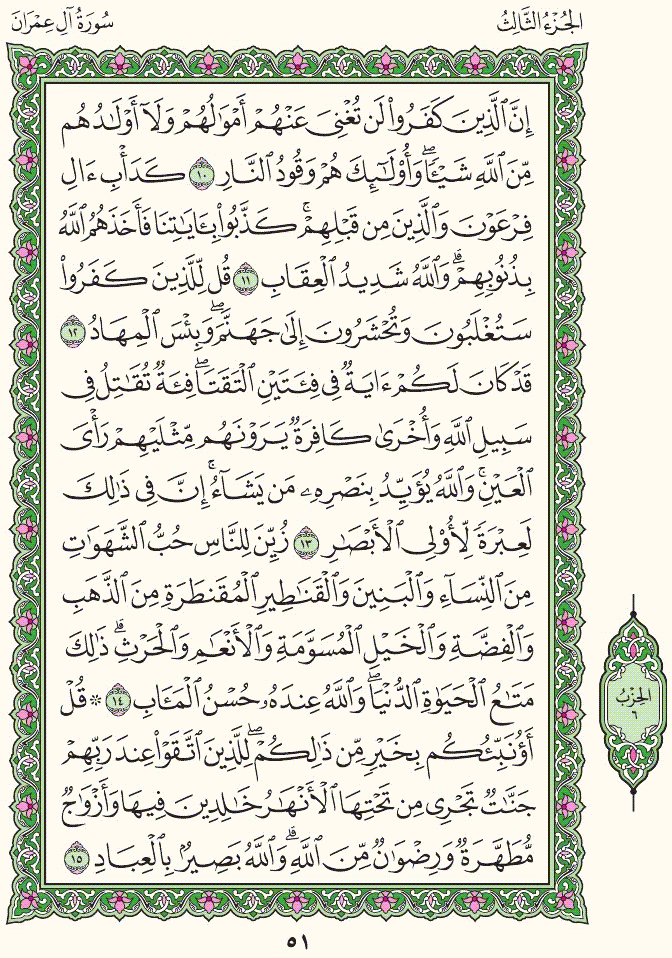 الجُزْءُ الثَّالِثُ
سُورَةُ آلِ عِمْرَانَ
إِنَّ ٱلَّذِينَ كَفَرُواْ لَن تُغْنِيَ عَنْهُمْ أَمْوَٰلُهُمْ وَلَآ أَوْلَٰدُهُم
مِّنَ ٱللَّهِ شَيْـًٔاۖ وَأُوْلَٰٓئِكَ هُمْ وَقُودُ ٱلنَّارِ ١٠ كَدَأْبِ ءَالِ
فِرْعَوْنَ وَٱلَّذِينَ مِن قَبْلِهِمْۚ كَذَّبُواْ بِـَٔايَٰتِنَا فَأَخَذَهُمُ ٱللَّهُ
بِذُنُوبِهِمْۗ وَٱللَّهُ شَدِيدُ ٱلْعِقَابِ ١١ قُل لِّلَّذِينَ كَفَرُواْ
سَتُغْلَبُونَ وَتُحْشَرُونَ إِلَىٰ جَهَنَّمَۖ وَبِئْسَ ٱلْمِهَادُ ١٢
قَدْ كَانَ لَكُمْ ءَايَةٌ فِي فِئَتَيْنِ ٱلْتَقَتَاۖ فِئَةٌ تُقَٰتِلُ فِي
سَبِيلِ ٱللَّهِ وَأُخْرَىٰ كَافِرَةٌ يَرَوْنَهُم مِّثْلَيْهِمْ رَأْيَ
ٱلْعَيْنِۚ وَٱللَّهُ يُؤَيِّدُ بِنَصْرِهِۦ مَن يَشَآءُۚ إِنَّ فِي ذَٰلِكَ
لَعِبْرَةً لِّأُوْلِي ٱلْأَبْصَٰرِ ١٣ زُيِّنَ لِلنَّاسِ حُبُّ ٱلشَّهَوَٰتِ
مِنَ ٱلنِّسَآءِ وَٱلْبَنِينَ وَٱلْقَنَٰطِيرِ ٱلْمُقَنطَرَةِ مِنَ ٱلذَّهَبِ
وَٱلْفِضَّةِ وَٱلْخَيْلِ ٱلْمُسَوَّمَةِ وَٱلْأَنْعَٰمِ وَٱلْحَرْثِۗ ذَٰلِكَ
مَتَٰعُ ٱلْحَيَوٰةِ ٱلدُّنْيَاۖ وَٱللَّهُ عِندَهُۥ حُسْنُ ٱلْمَـَٔابِ ١٤ ۞ قُلْ
أَؤُنَبِّئُكُم بِخَيْرٍ مِّن ذَٰلِكُمْۖ لِلَّذِينَ ٱتَّقَوْاْ عِندَ رَبِّهِمْ
جَنَّٰتٌ تَجْرِي مِن تَحْتِهَا ٱلْأَنْهَٰرُ خَٰلِدِينَ فِيهَا وَأَزْوَٰجٌ
مُّطَهَّرَةٌ وَرِضْوَٰنٌ مِّنَ ٱللَّهِۗ وَٱللَّهُ بَصِيرٌۢ بِٱلْعِبَادِ ١٥
الحِزْبُ
٦
٥١